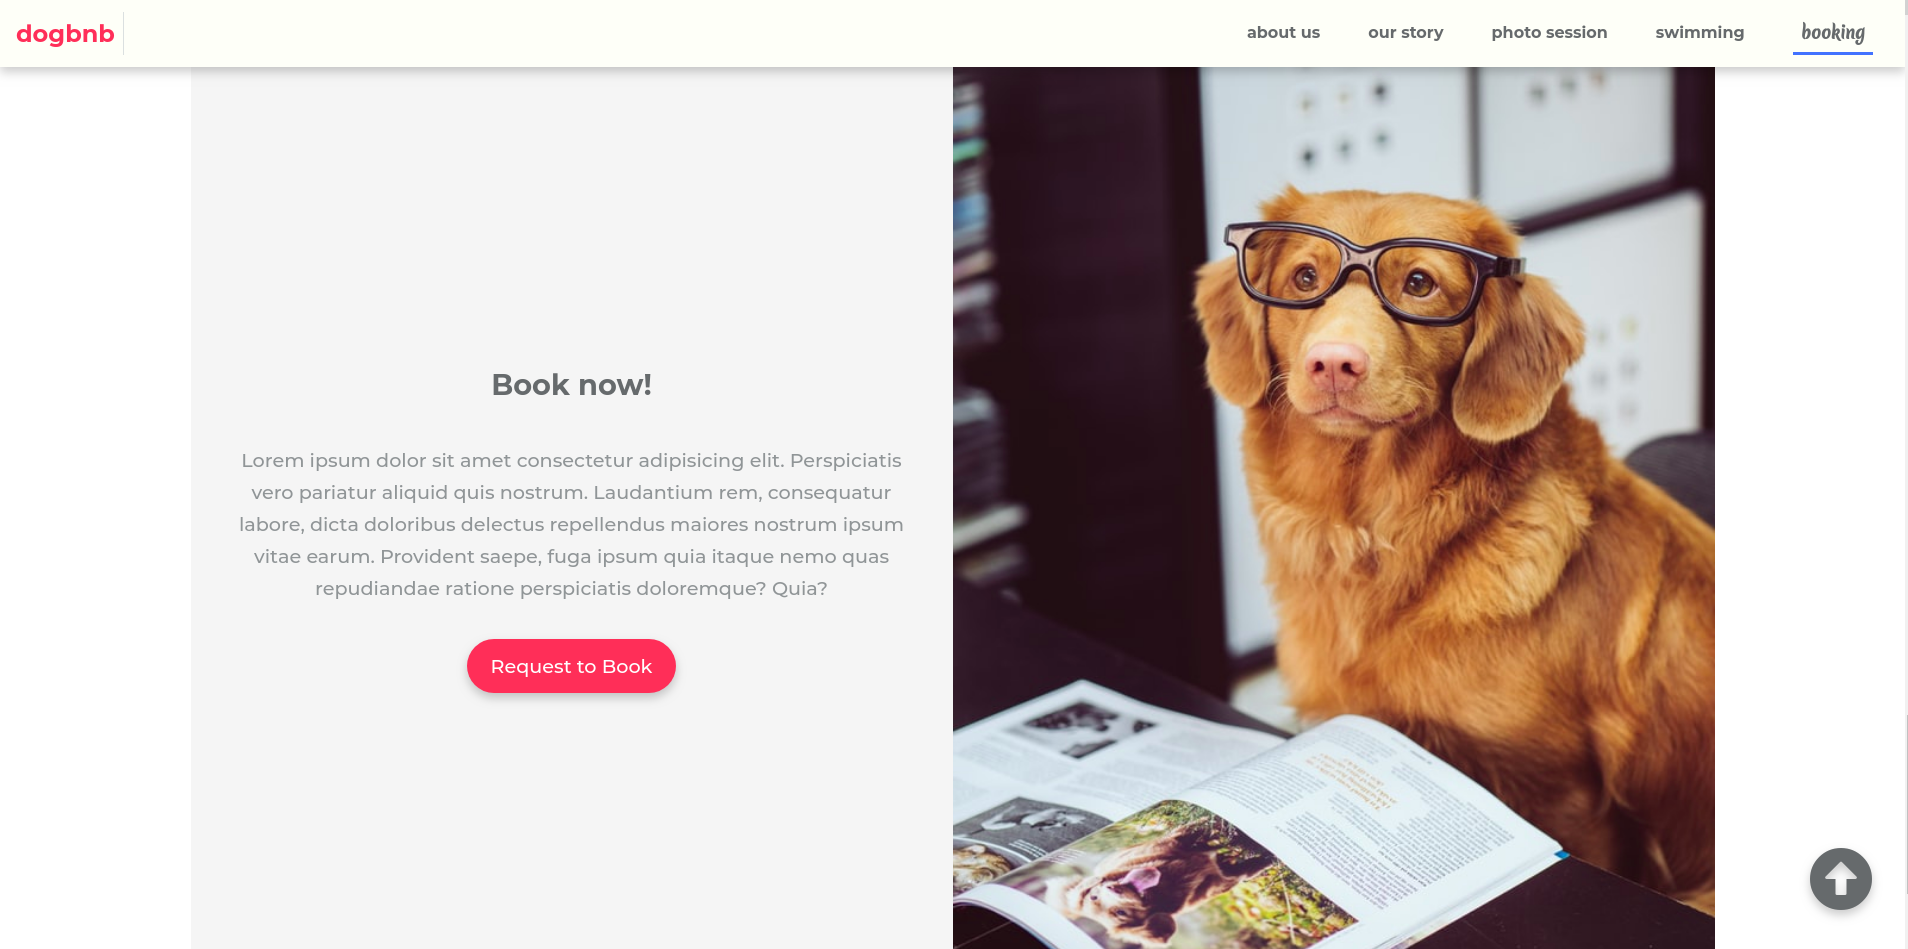 dogbnb
about us
our story
photo session
swimming
booking
Book now!
Lorem ipsum dolor sit amet consectetur adipisicing elit. Perspiciatis
vero pariatur aliquid quis nostrum. Laudantium rem, consequatur
labore, dicta doloribus delectus repellendus maiores nostrum ipsum
vitae earum. Provident saepe, fuga ipsum quia itaque nemo quas
repudiandae ratione perspiciatis doloremque? Quia?
Request to Book